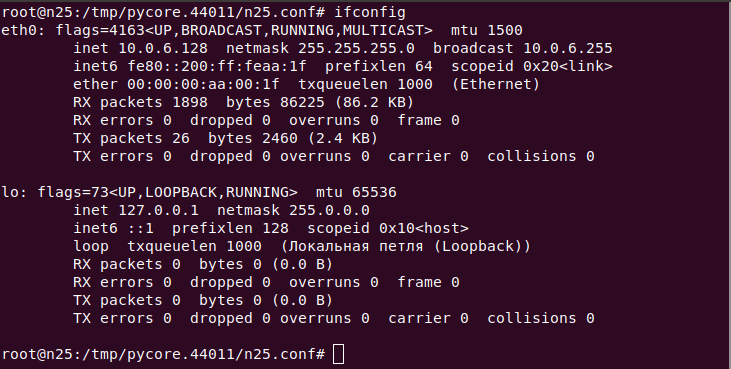 root@n25:/tmp/pycore.44011/n25.conf# ifconfig
eth0: flags=4163<UP,BROADCAST,RUNNING,MULTICAST>  mtu 1500
        inet 10.0.6.128  netmask 255.255.255.0  broadcast 10.0.6.255
        inet6 fe80::200:ff:feaa:1f  prefixlen 64  scopeid 0x20<link>
        ether 00:00:00:aa:00:1f  txqueuelen 1000  (Ethernet)
        RX packets 1898  bytes 86225 (86.2 KB)
        RX errors 0  dropped 0  overruns 0  frame 0
        TX packets 26  bytes 2460 (2.4 KB)
        TX errors 0  dropped 0 overruns 0  carrier 0  collisions 0

lo: flags=73<UP,LOOPBACK,RUNNING>  mtu 65536
        inet 127.0.0.1  netmask 255.0.0.0
        inet6 ::1  prefixlen 128  scopeid 0x10<host>
        loop  txqueuelen 1000  (Локальная петля (Loopback))
        RX packets 0  bytes 0 (0.0 B)
        RX errors 0  dropped 0  overruns 0  frame 0
        TX packets 0  bytes 0 (0.0 B)
        TX errors 0  dropped 0 overruns 0  carrier 0  collisions 0

root@n25:/tmp/pycore.44011/n25.conf#